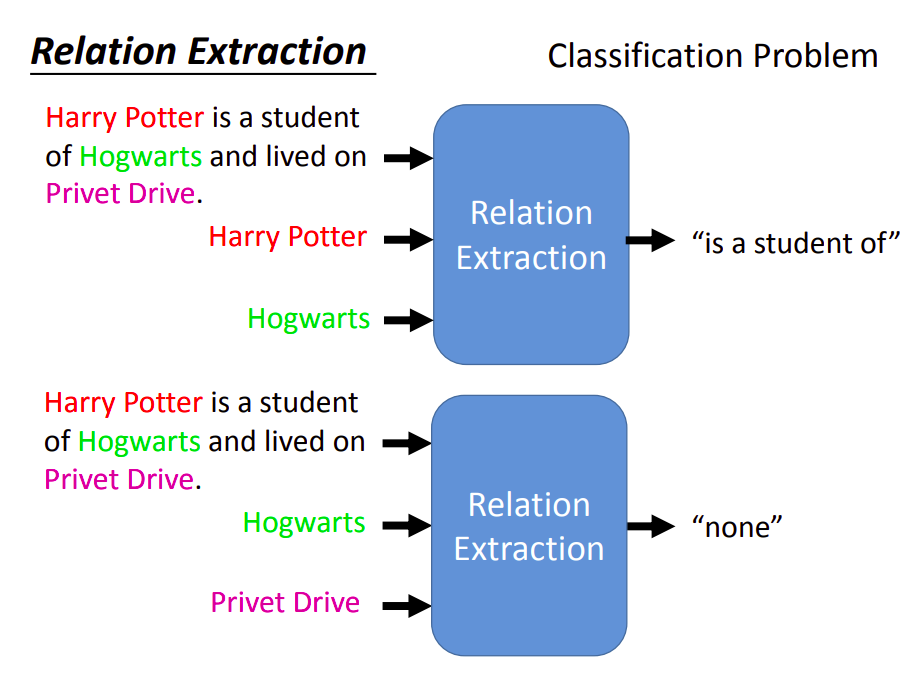 Relation Extraction
Classification Problem
Harry Potter is a student
of Hogwarts and lived on
Privet Drive.
Harry Potter
Hogwarts
Relation
Extraction
“is a student of”
Harry Potter is a student
of Hogwarts and lived on
Privet Drive.
Hogwarts
Privet Drive
Relation
Extraction
“none”